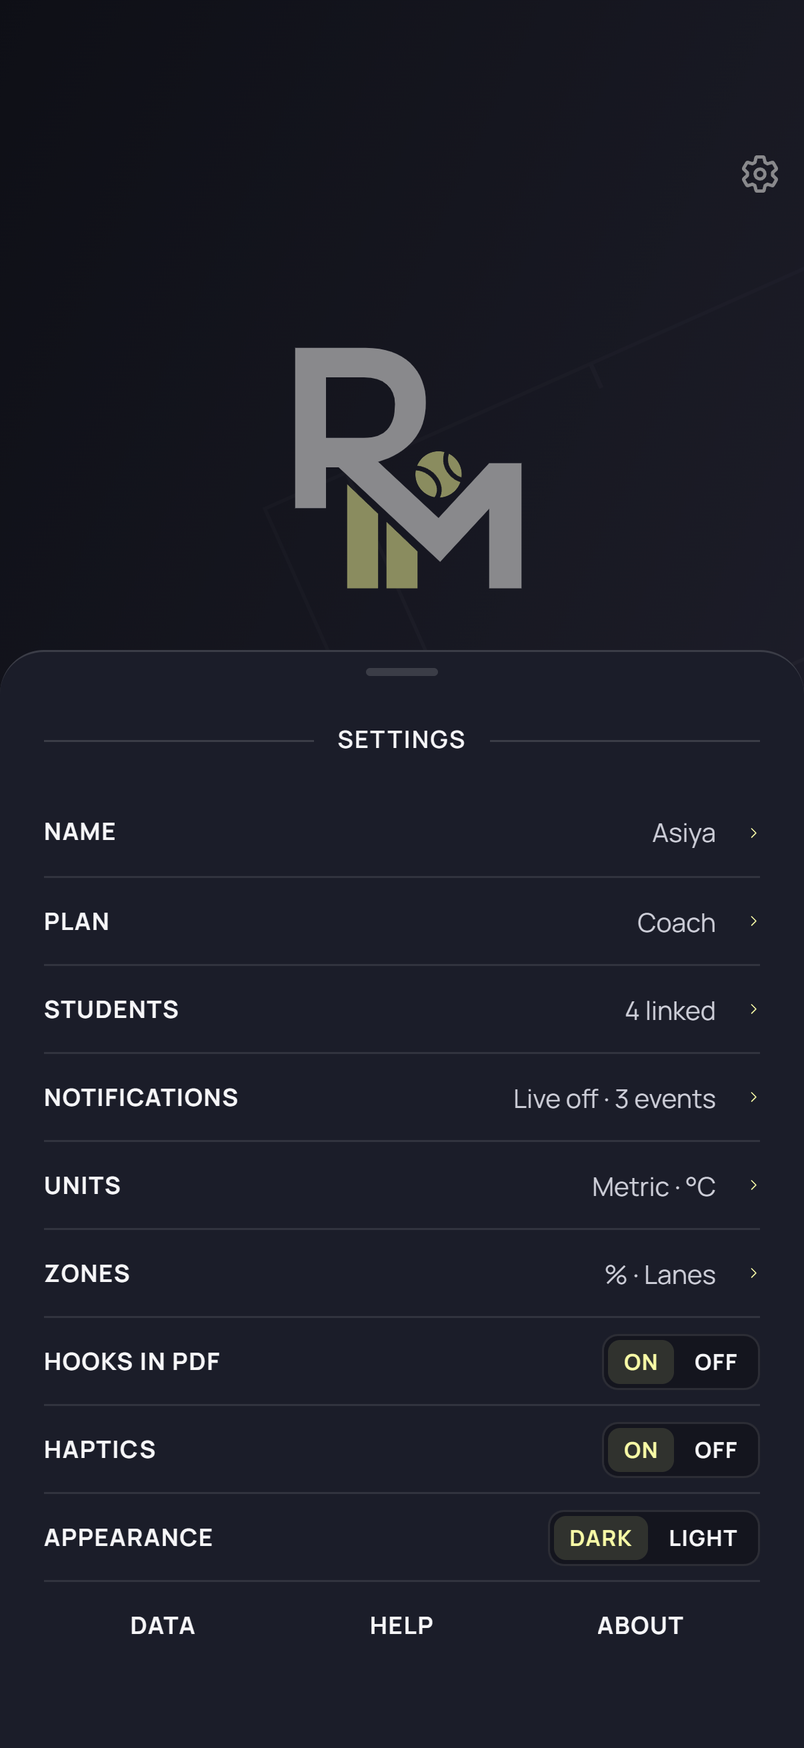 RM
SETTINGS
NAME Asiya
PLAN Coach
STUDENTS 4 linked
NOTIFICATIONS Live off · 3 events
UNITS Metric · °C
ZONES % · Lanes
HOOKS IN PDF ON OFF
HAPTICS ON OFF
APPEARANCE DARK LIGHT
DATA HELP ABOUT